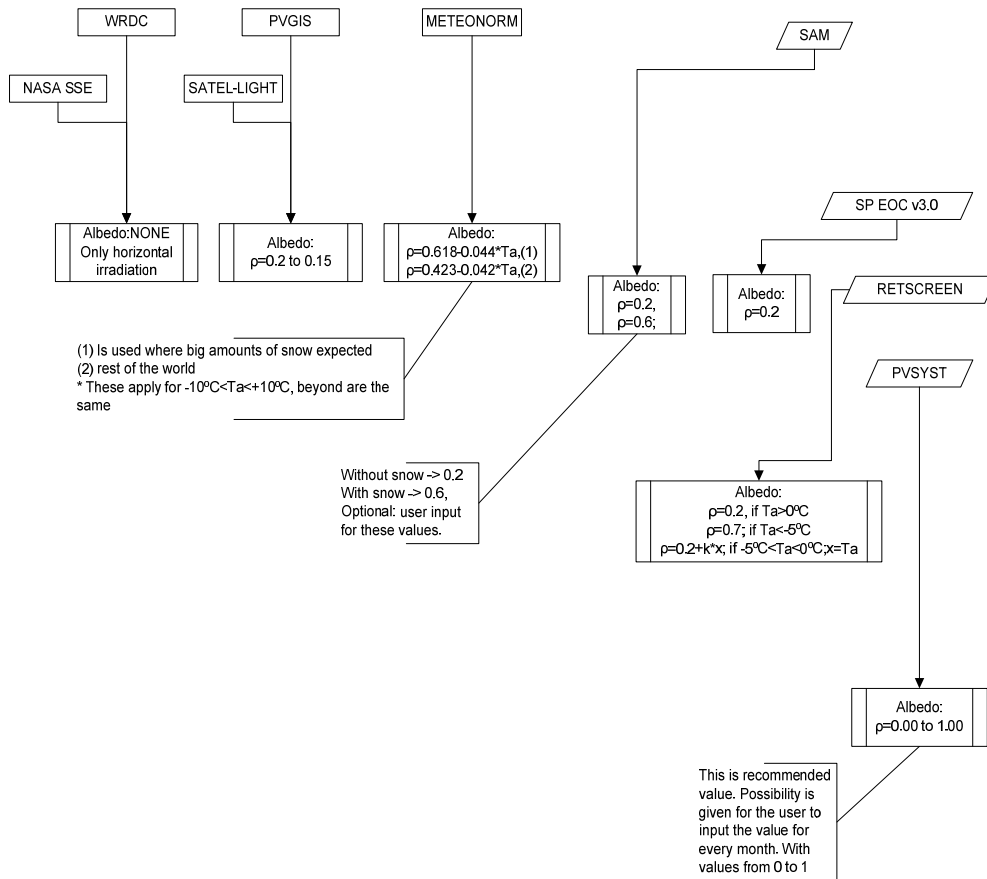 WRDC
PVGIS
METEONORM
SAM
NASA SSE
SATEL-LIGHT
SP EOC v3.0
Albedo:NONE
Only horizontal
irradiation
Albedo:
ρ=0.2 to 0.15
Albedo:
ρ=0.618-0.044*Ta,(1)
ρ=0.423-0.042*Ta,(2)
Albedo:
ρ=0.2,
ρ=0.6;
Albedo:
ρ=0.2
RETSCREEN
(1) Is used where big amounts of snow expected
(2) rest of the world
* These apply for -10ºC<Ta<+10ºC, beyond are the
same
PVSYST
Without snow -> 0.2
With snow -> 0.6,
Optional: user input
for these values.
Albedo:
ρ=0.2, if Ta>0ºC
ρ=0.7; if Ta<-5ºC
ρ=0.2+k*x; if -5ºC<Ta<0ºC;x=Ta
Albedo:
ρ=0.00 to 1.00
This is recommended
value. Possibility is
given for the user to
input the value for
every month. With
values from 0 to 1